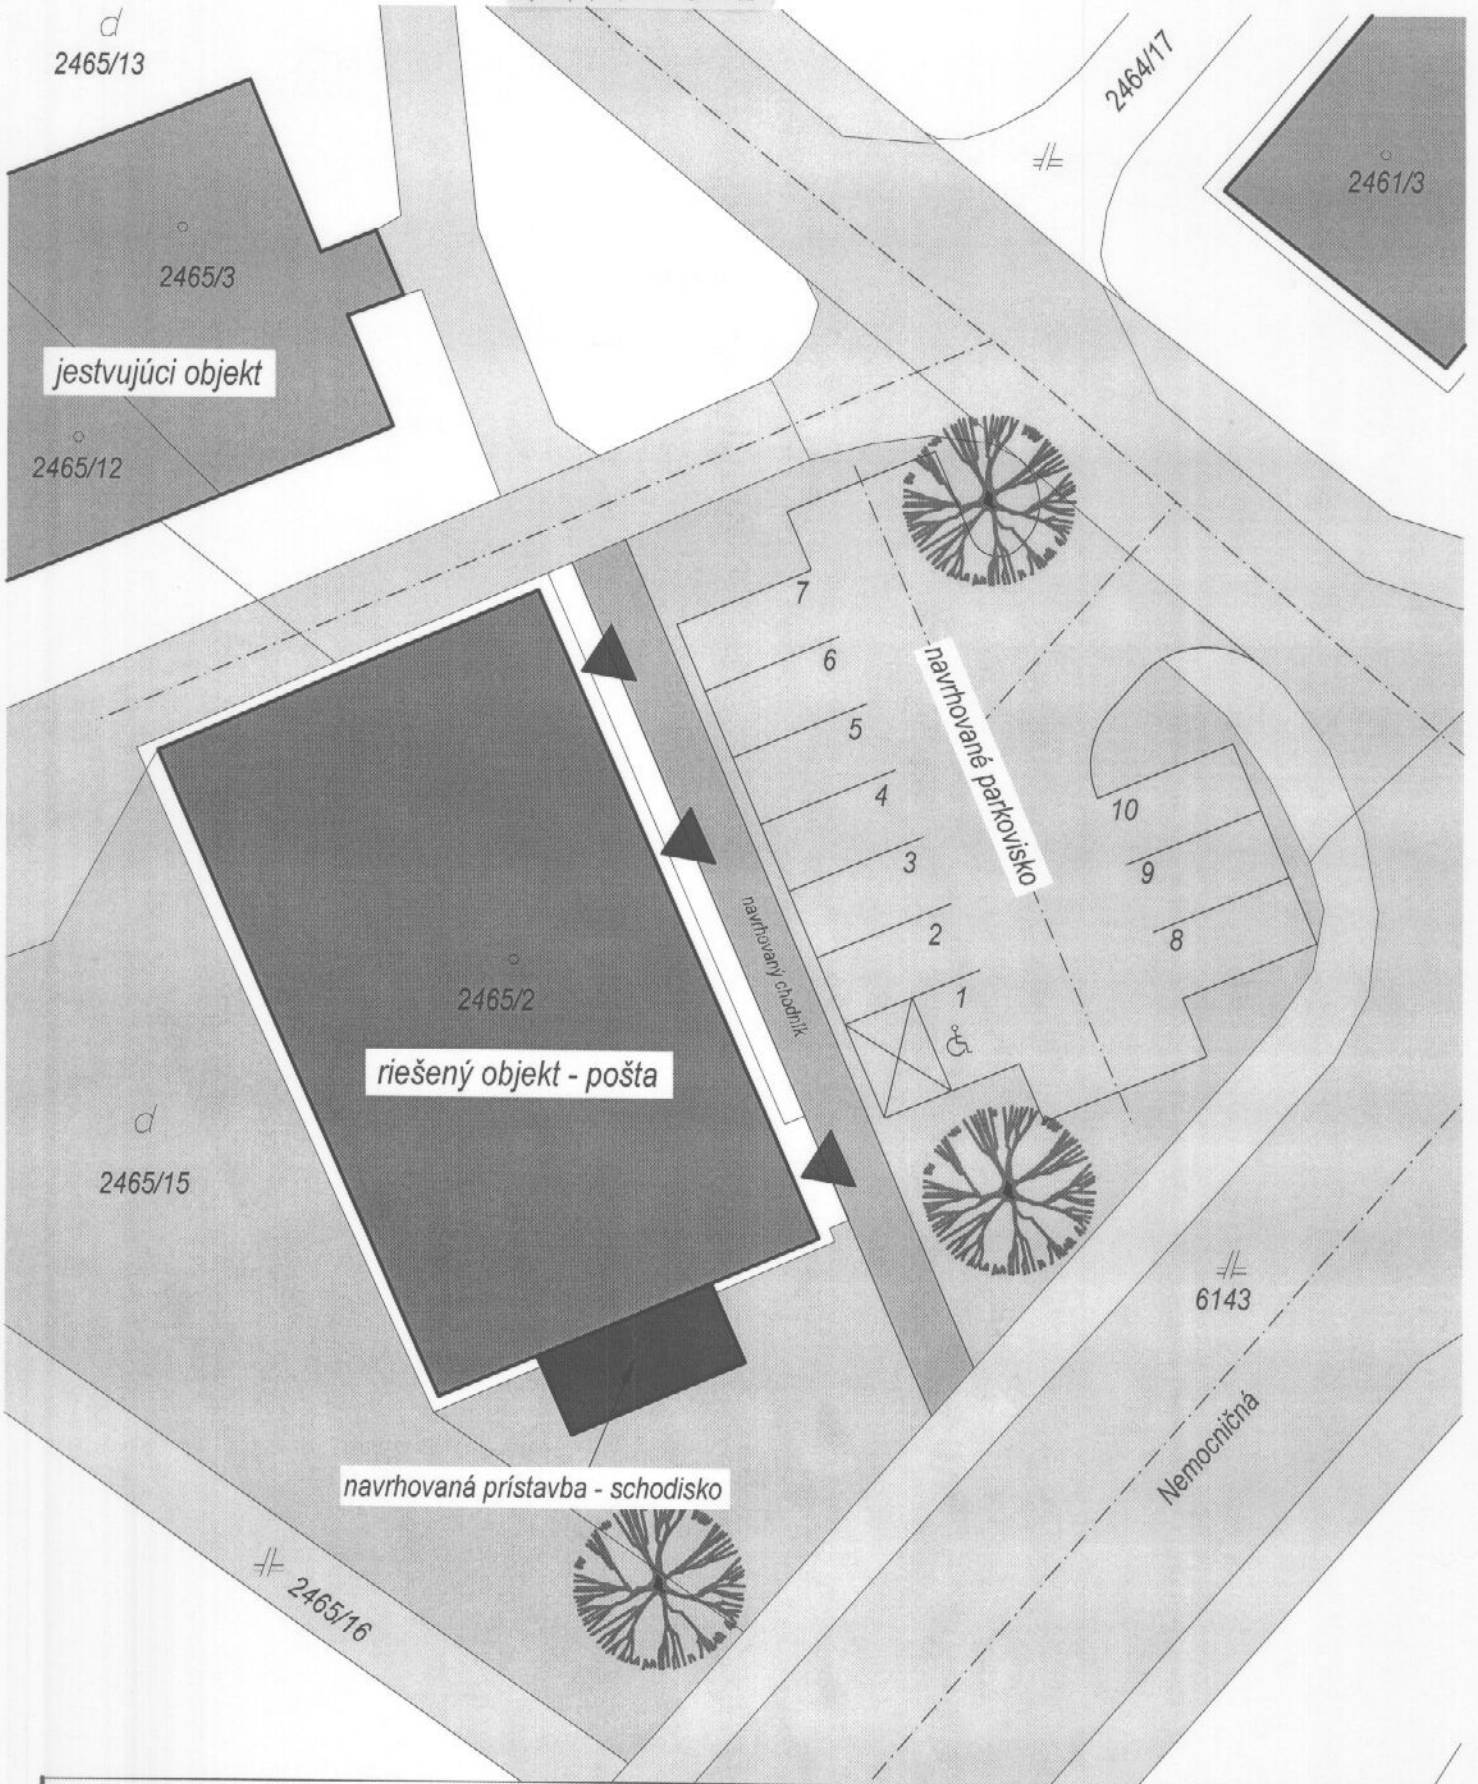 d
2465/13
2464/17
2461/3
2465/3
jestvujúci objekt
2465/12
7
6
5
4
3
2
1
navrhované parkovisko
10
9
8
navrhovaný chodník
2465/2
riešený objekt - pošta
d
2465/15
6143
Nemocničná
navrhovaná prístavba - schodisko
2465/16